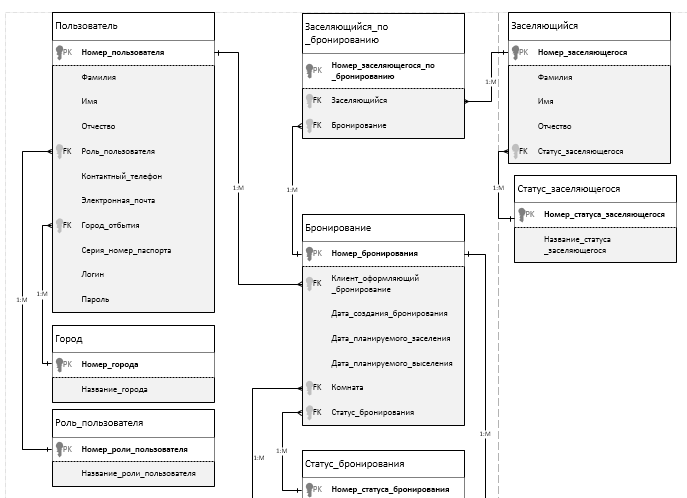 Пользователь
PK Номер_пользователя
Фамилия
Имя
Отчество
FK Роль_пользователя
Контактный_телефон
Электронная_почта
FK Город_отбытия
Серия_номер_паспорта
Логин
Пароль
Город
PK Номер_города
Название_города
Роль_пользователя
PK Номер_роли_пользователя
Название_роли_пользователя
1:М
1:М
1:М
Заселяющийся_по
_бронированию
PK Номер_заселяющегося_по
_бронированию
FK Заселяющийся
FK Бронирование
1:М
1:М
Бронирование
PK Номер_бронирования
FK Клиент_оформляющий
_бронирование
Дата_создания_бронирования
Дата_планируемого_заселения
Дата_планируемого_выселения
FK Комната
FK Статус_бронирования
1:М
1:М
1:М
Статус_бронирования
PK Номер_статуса_бронирования
Заселяющийся
PK Номер_заселяющегося
Фамилия
Имя
Отчество
FK Статус_заселяющегося
1:М
Статус_заселяющегося
PK Номер_статуса_заселяющегося
Название_статуса
_заселяющегося